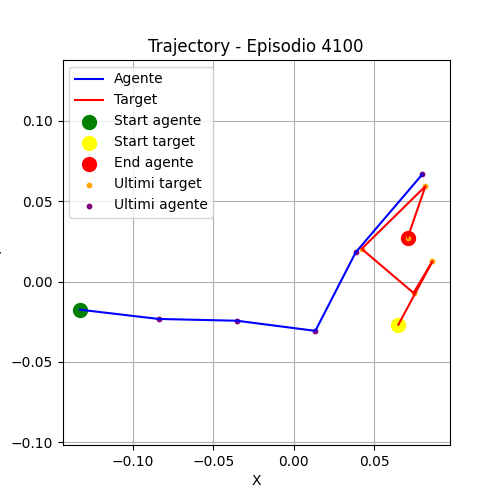 Trajectory - Episodio 4100
Agente
Target
Start agente
Start target
End agente
Ultimi target
Ultimi agente
0.10
0.05
0.00
−0.05
−0.10
−0.10
−0.05
0.00
0.05
X